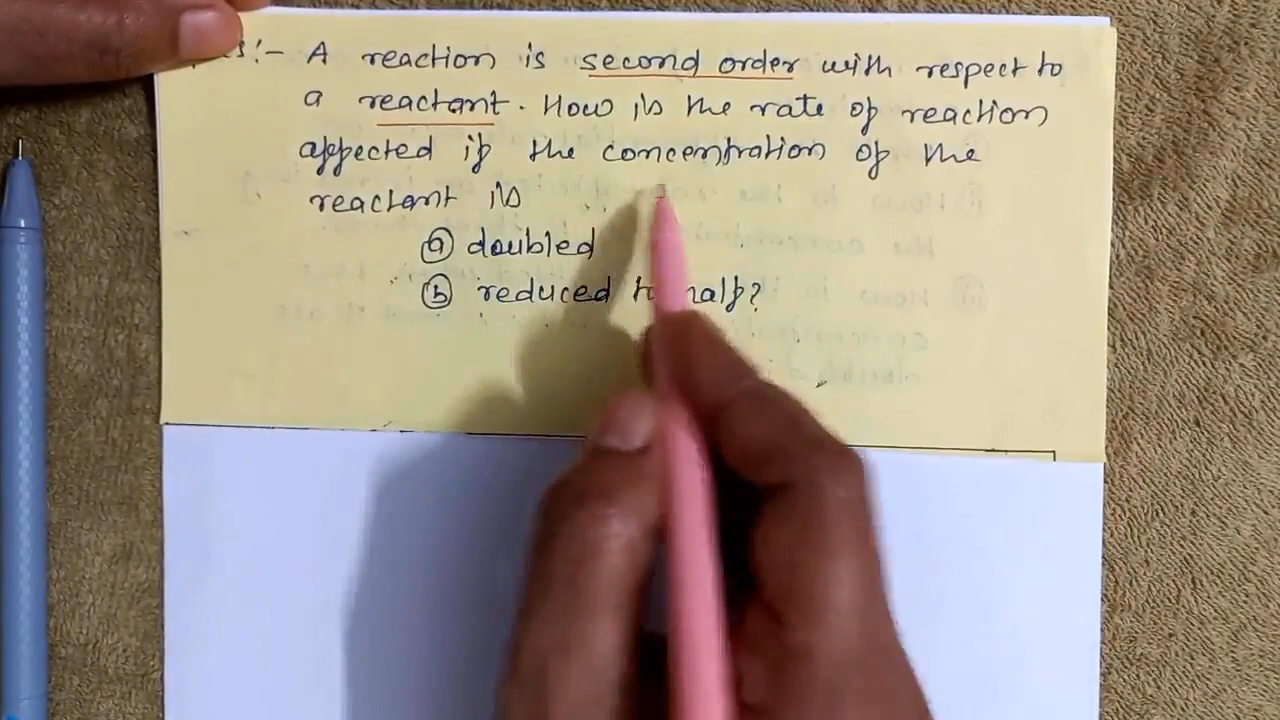 A reaction is second order with respect to
a reactant. How is the rate of reaction
affected if the concentration of the
reactant is
(a) doubled
(b) reduced half?